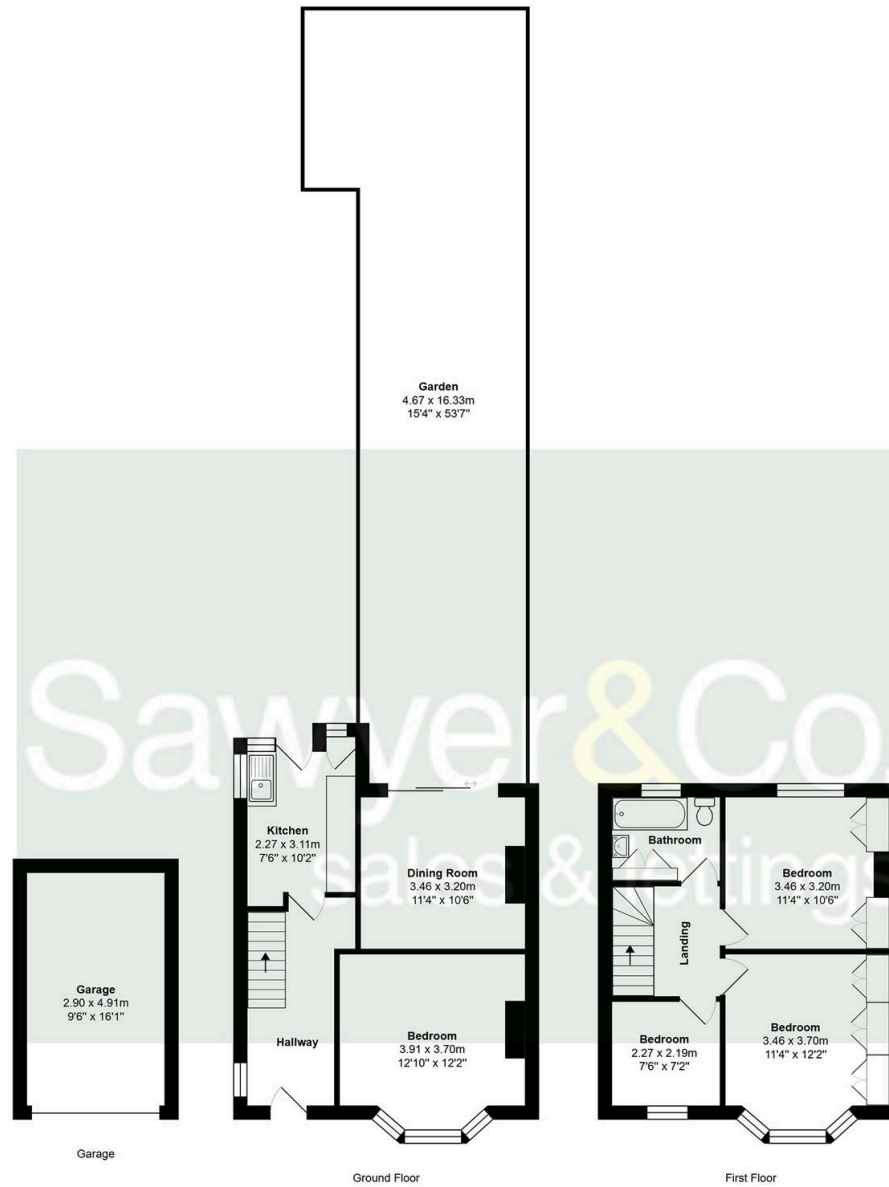 Garden
4.67 x 16.33m
15'4" x 53'7"
Sawyer&Co.
sales & lettings
Kitchen
2.27 x 3.11m
7'6" x 10'2"
Dining Room
3.46 x 3.20m
11'4" x 10'6"
Bathroom
Bedroom
3.46 x 3.20m
11'4" x 10'6"
Landing
Garage
2.90 x 4.91m
9'6" x 16'1"
Hallway
Bedroom
3.91 x 3.70m
12'10" x 12'2"
Bedroom
2.27 x 2.19m
7'6" x 7'2"
Bedroom
3.46 x 3.70m
11'4" x 12'2"
Garage
Ground Floor
First Floor